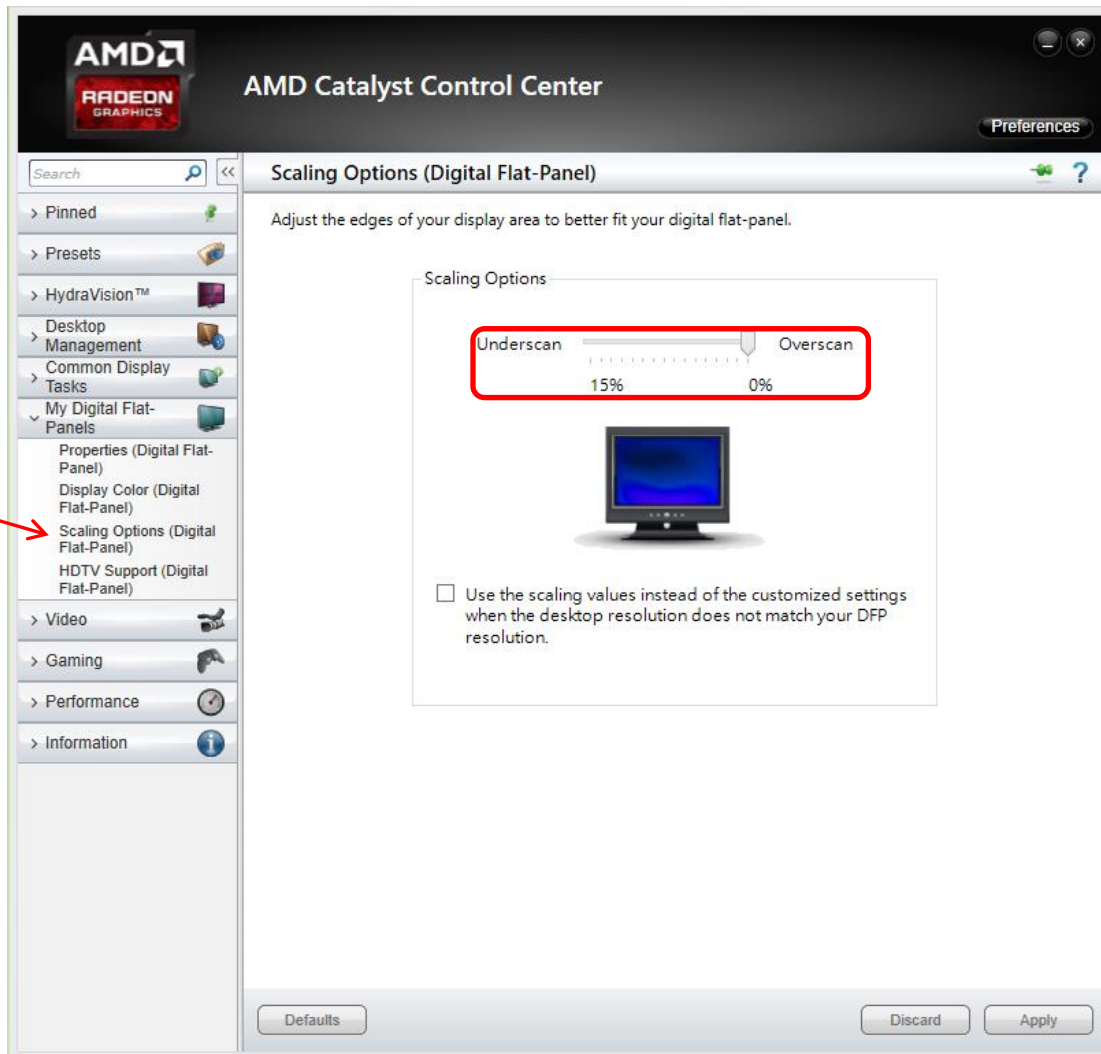 AMD
RADEON
GRAPHICS
AMD Catalyst Control Center
Preferences
Search
<<
Scaling Options (Digital Flat-Panel)
?
> Pinned
> Presets
> HydraVision™
> Desktop
Management
> Common Display
Tasks
My Digital Flat-
Panels
Properties (Digital Flat-
Panel)
Display Color (Digital
Flat-Panel)
Scaling Options (Digital
Flat-Panel)
HDTV Support (Digital
Flat-Panel)
> Video
> Gaming
> Performance
> Information
Adjust the edges of your display area to better fit your digital flat-panel.
Scaling Options
Underscan Overscan
15% 0%
Use the scaling values instead of the customized settings
when the desktop resolution does not match your DFP
resolution.
Defaults Discard Apply